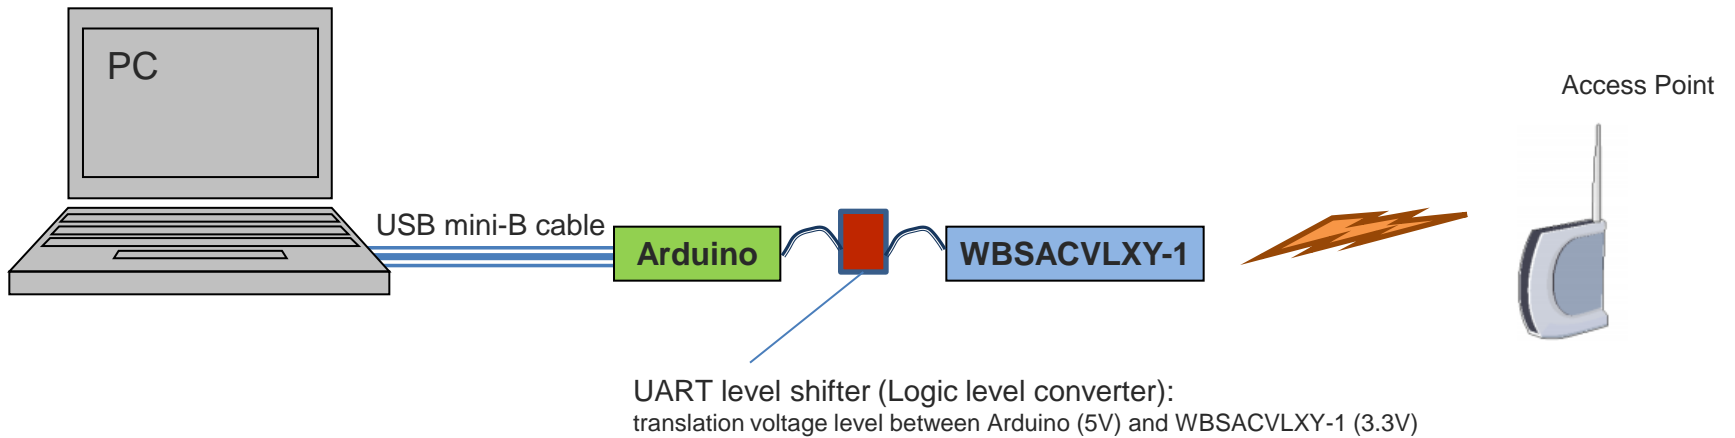 PC
Access Point
USB mini-B cable
Arduino
WBSACVLXY-1
UART level shifter (Logic level converter):
translation voltage level between Arduino (5V) and WBSACVLXY-1 (3.3V)